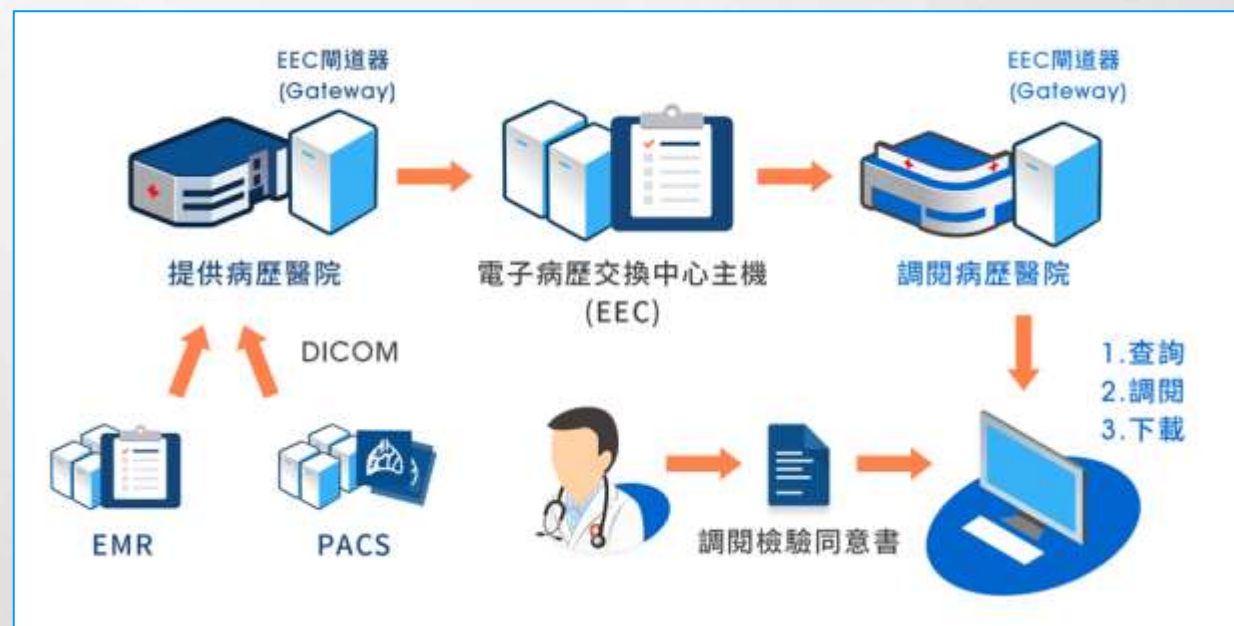 EEC閘道器
(Gateway)
EEC閘道器
(Gateway)
提供病歷醫院
電子病歷交換中心主機
(EEC)
調閱病歷醫院
DICOM
1.查詢
2.調閱
3.下載
EMR
PACS
調閱檢驗同意書